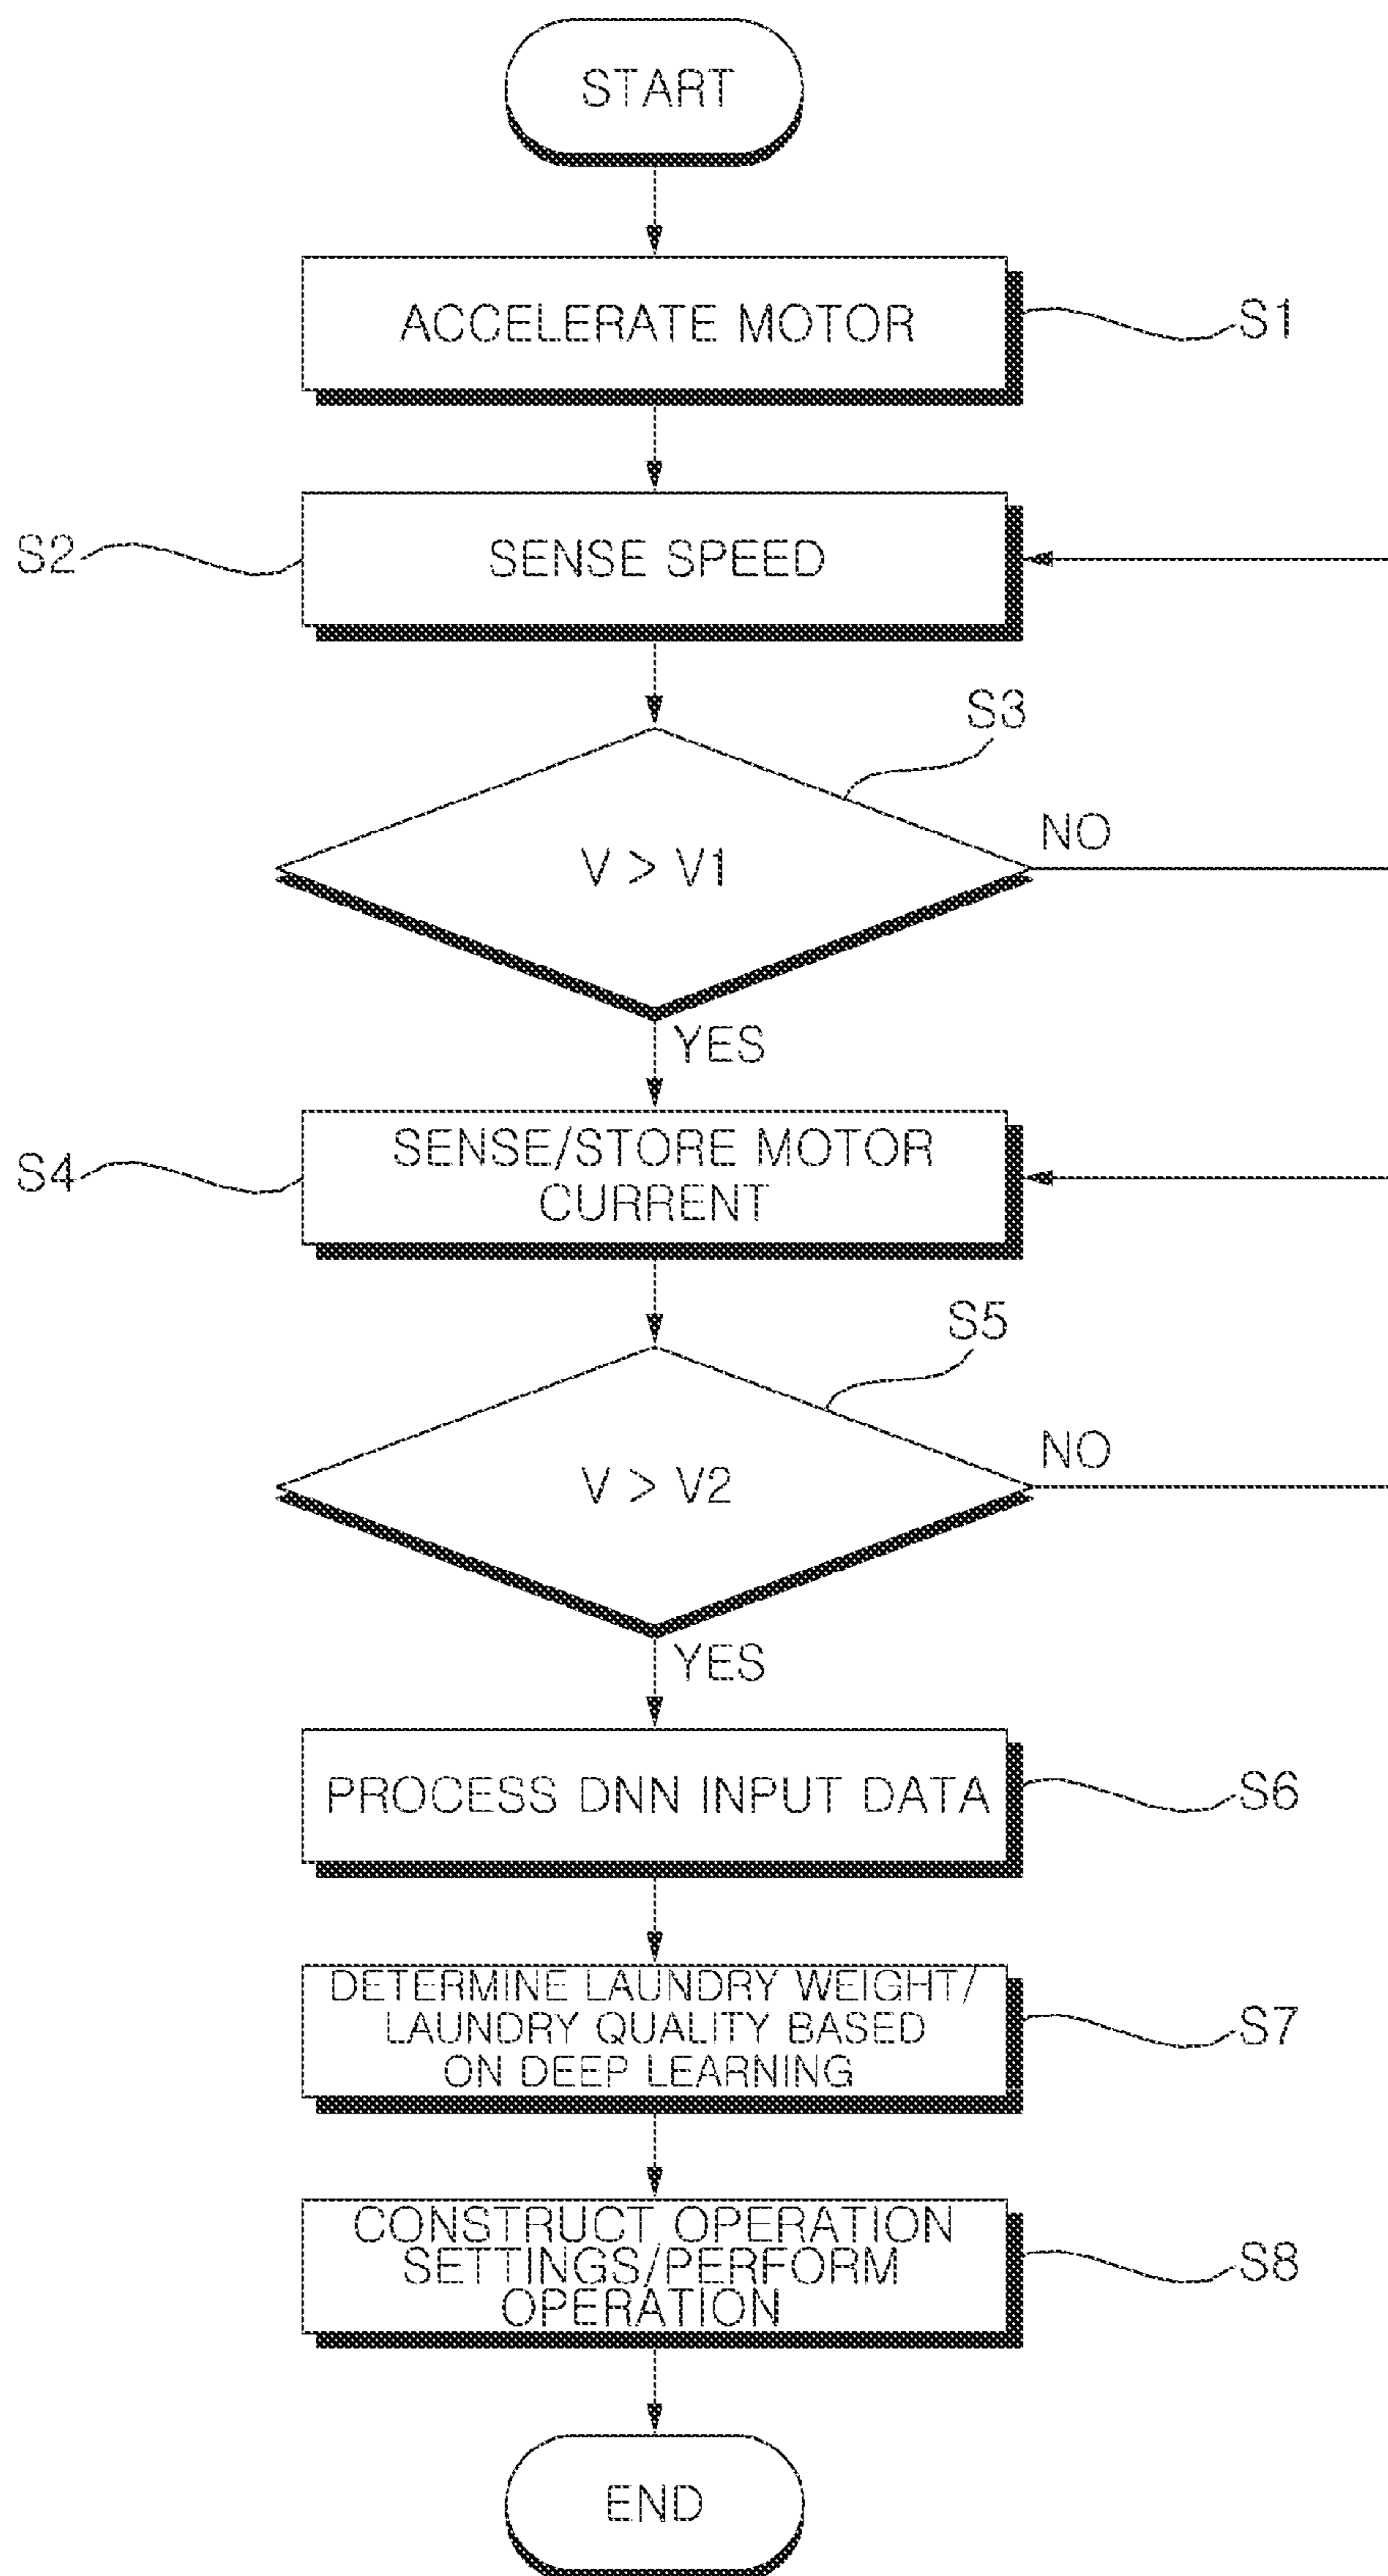 START
ACCELERATE MOTOR
S1
S2
SENSE SPEED
S3
V > V1
NO
YES
S4
SENSE/STORE MOTOR
CURRENT
S5
V > V2
NO
YES
PROCESS DNN INPUT DATA
S6
DETERMINE LAUNDRY WEIGHT/
LAUNDRY QUALITY BASED
ON DEEP LEARNING
S7
CONSTRUCT OPERATION
SETTINGS/PERFORM
OPERATION
S8
END